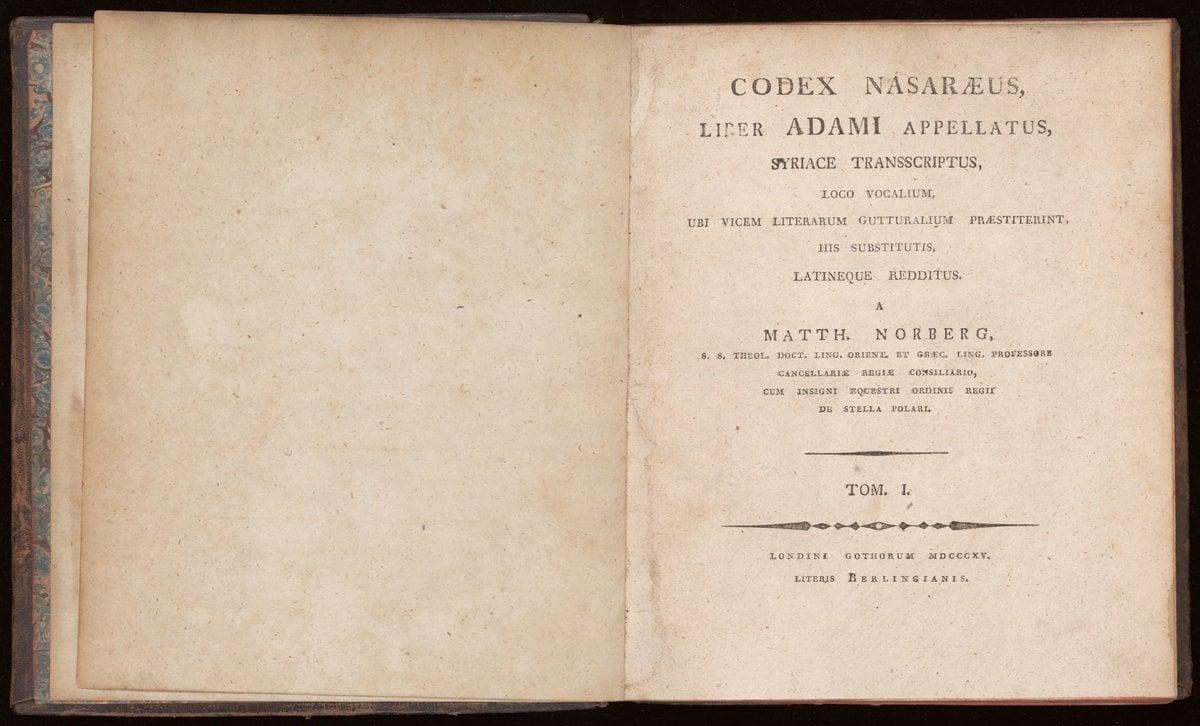 CODEX NASARÆUS,
LIBER ADAMI APPELLATUS,
SYRIACE TRANSSCRIPTUS,
LOCO VOCALIUM,
UBI VICEM LITERARUM GUTTURALIUM PRÆSTITERINT,
HIS SUBSTITUTIS,
LATINEQUE REDDITUS.
A
MATTH. NORBERG,
S. S. THEOL. DOCT. LING. ORIENT. ET GRÆC. LING. PROFESSORE
CANCELLARIÆ REGIÆ CONSILIARIO,
CUM INSIGNI EQUESTRI ORDINIS REGII
DE STELLA POLARI.
TOM. I.
LONDINI GOTHORUM MDCCCXV.
LITERIS BERLINGIANIS.